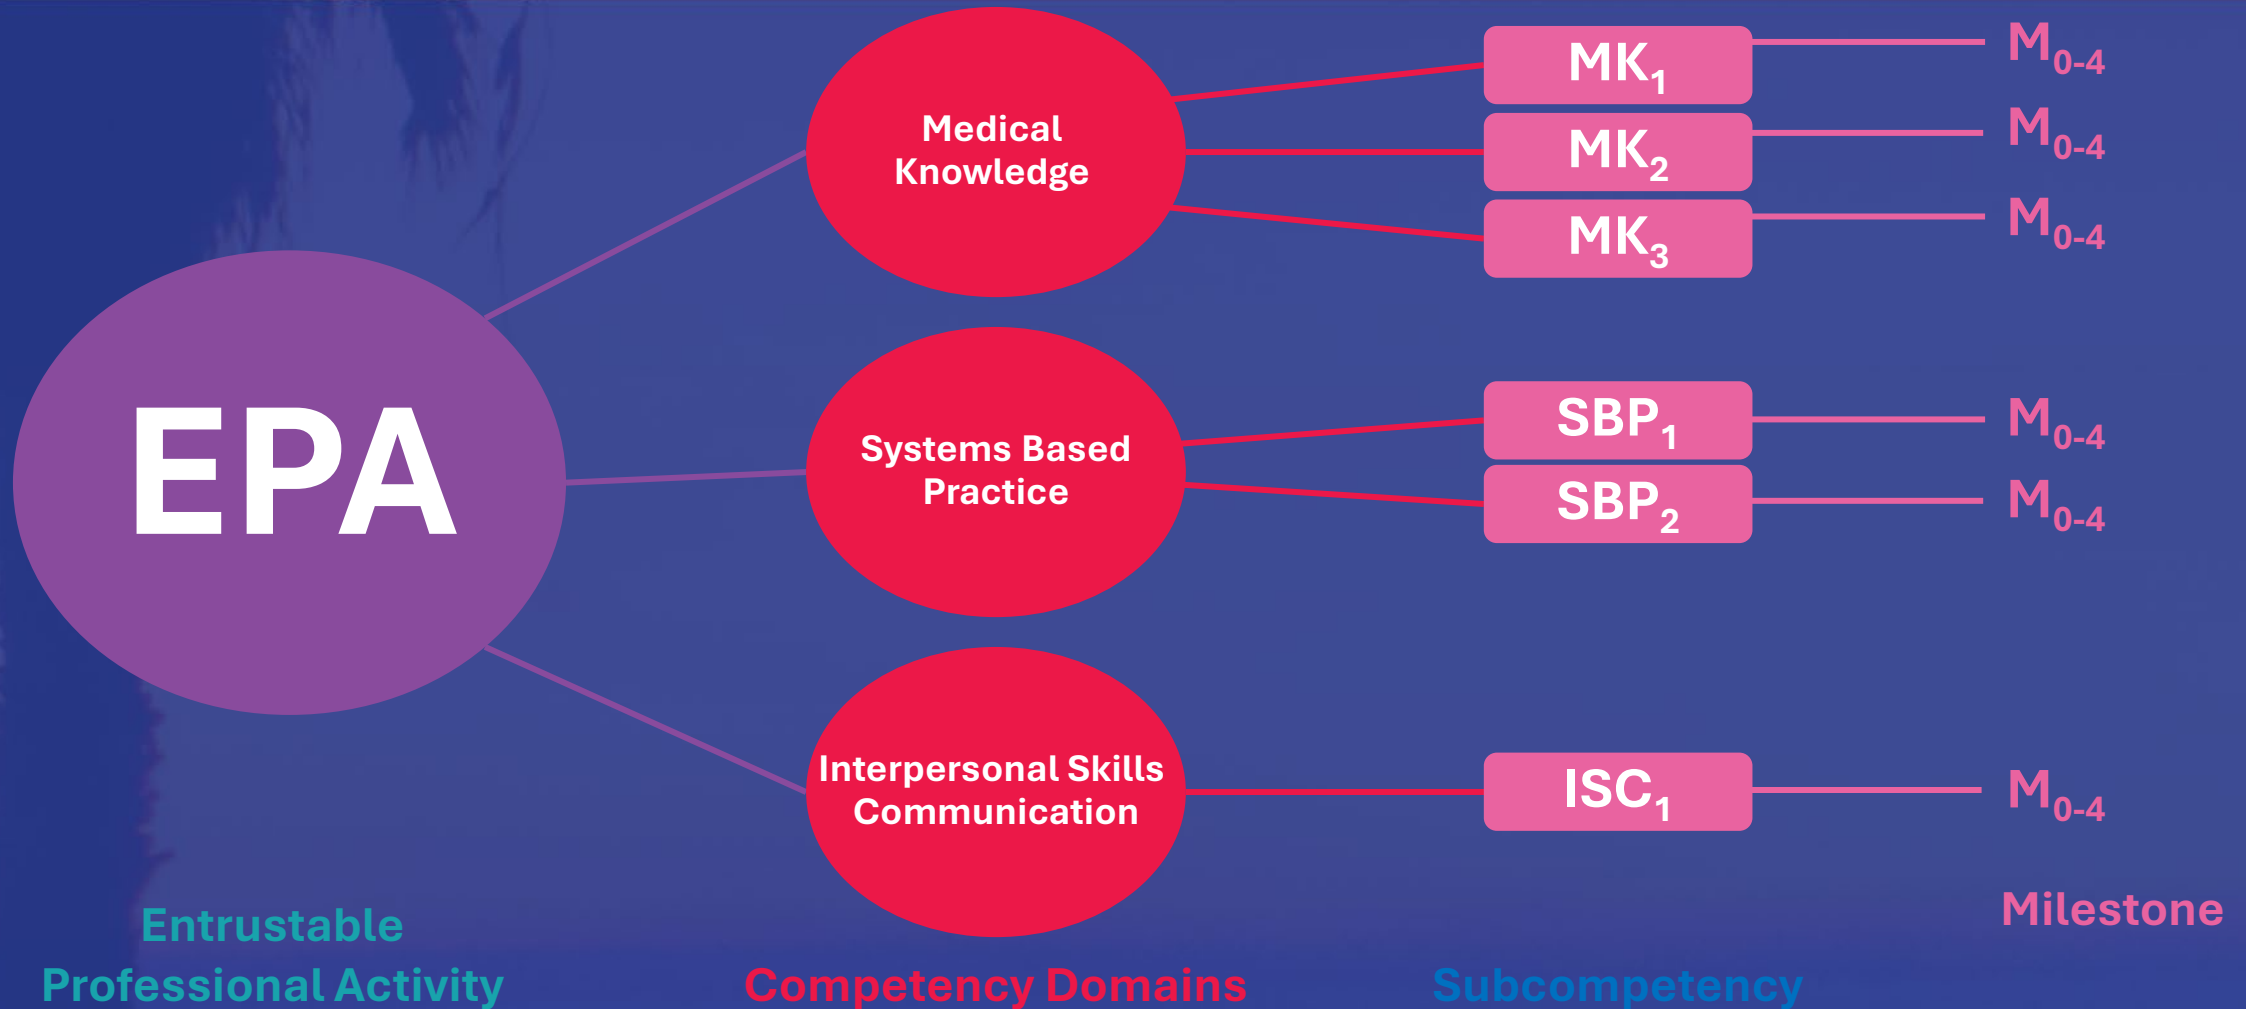 EPA
Medical
Knowledge
Systems Based
Practice
Interpersonal Skills
Communication
MK1
MK2
MK3
SBP1
SBP2
ISC1
M0-4
M0-4
M0-4
M0-4
M0-4
M0-4
Entrustable
Professional Activity
Competency Domains
Subcompetency
Milestone